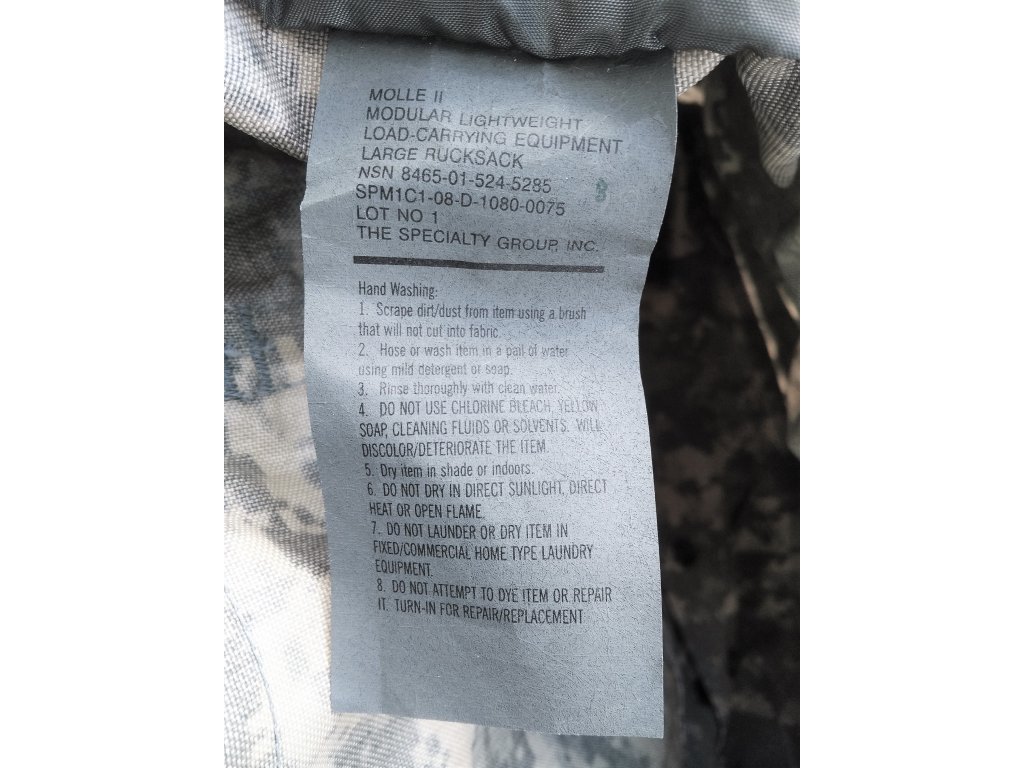 MOLLE II
MODULAR LIGHTWEIGHT
LOAD-CARRYING EQUIPMENT
LARGE RUCKSACK
NSN 8465-01-524-5285
SPM1C1-08-D-1080-0075
LOT NO 1
THE SPECIALTY GROUP, INC.
Hand Washing:
1. Scrape dirt/dust from item using a brush
that will not cut into fabric.
2. Hose or wash item in a pail of water
using mild detergent or soap.
3. Rinse thoroughly with clean water.
4. DO NOT USE CHLORINE BLEACH, YELLOW
SOAP, CLEANING FLUIDS OR SOLVENTS. WILL
DISCOLOR/DETERIORATE THE ITEM.
5. Dry item in shade or indoors.
6. DO NOT DRY IN DIRECT SUNLIGHT, DIRECT
HEAT OR OPEN FLAME.
7. DO NOT LAUNDER OR DRY ITEM IN
FIXED/COMMERCIAL HOME TYPE LAUNDRY
EQUIPMENT.
8. DO NOT ATTEMPT TO DYE ITEM OR REPAIR
IT. TURN-IN FOR REPAIR/REPLACEMENT